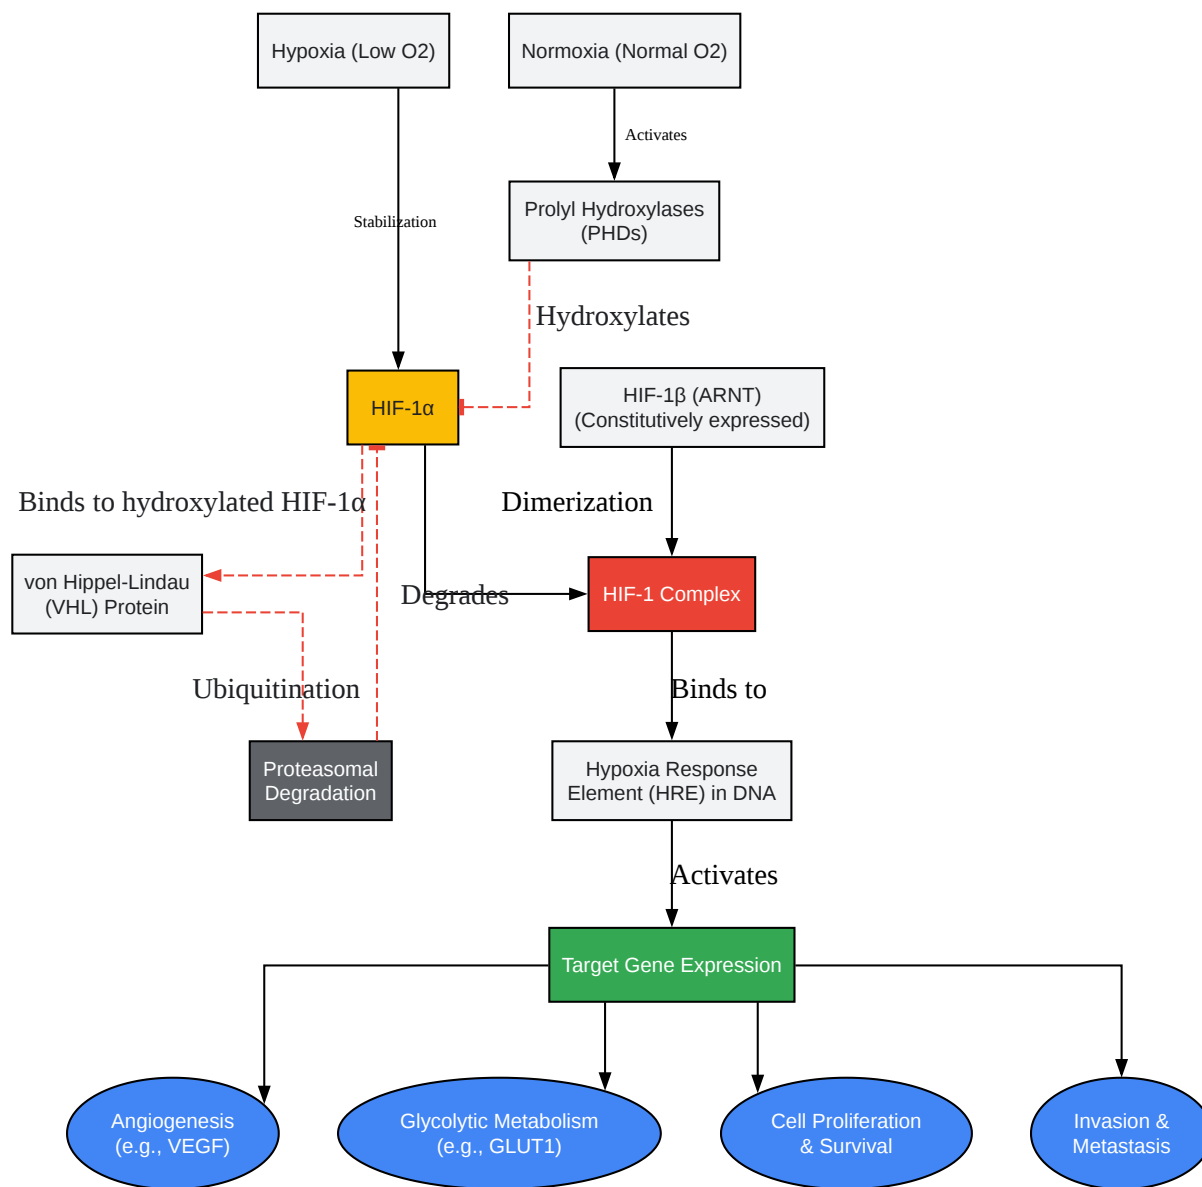 Hypoxia (Low O2)
Normoxia (Normal O2)
Activates
Prolyl Hydroxylases
(PHDs)
Stabilization
Hydroxylates
HIF-1α
HIF-1β (ARNT)
(Constitutively expressed)
Binds to hydroxylated HIF-1α
Dimerization
von Hippel-Lindau
(VHL) Protein
Degrades
HIF-1 Complex
Ubiquitination
Binds to
Proteasomal
Degradation
Hypoxia Response
Element (HRE) in DNA
Activates
Target Gene Expression
Angiogenesis
(e.g., VEGF)
Glycolytic Metabolism
(e.g., GLUT1)
Cell Proliferation
& Survival
Invasion &
Metastasis